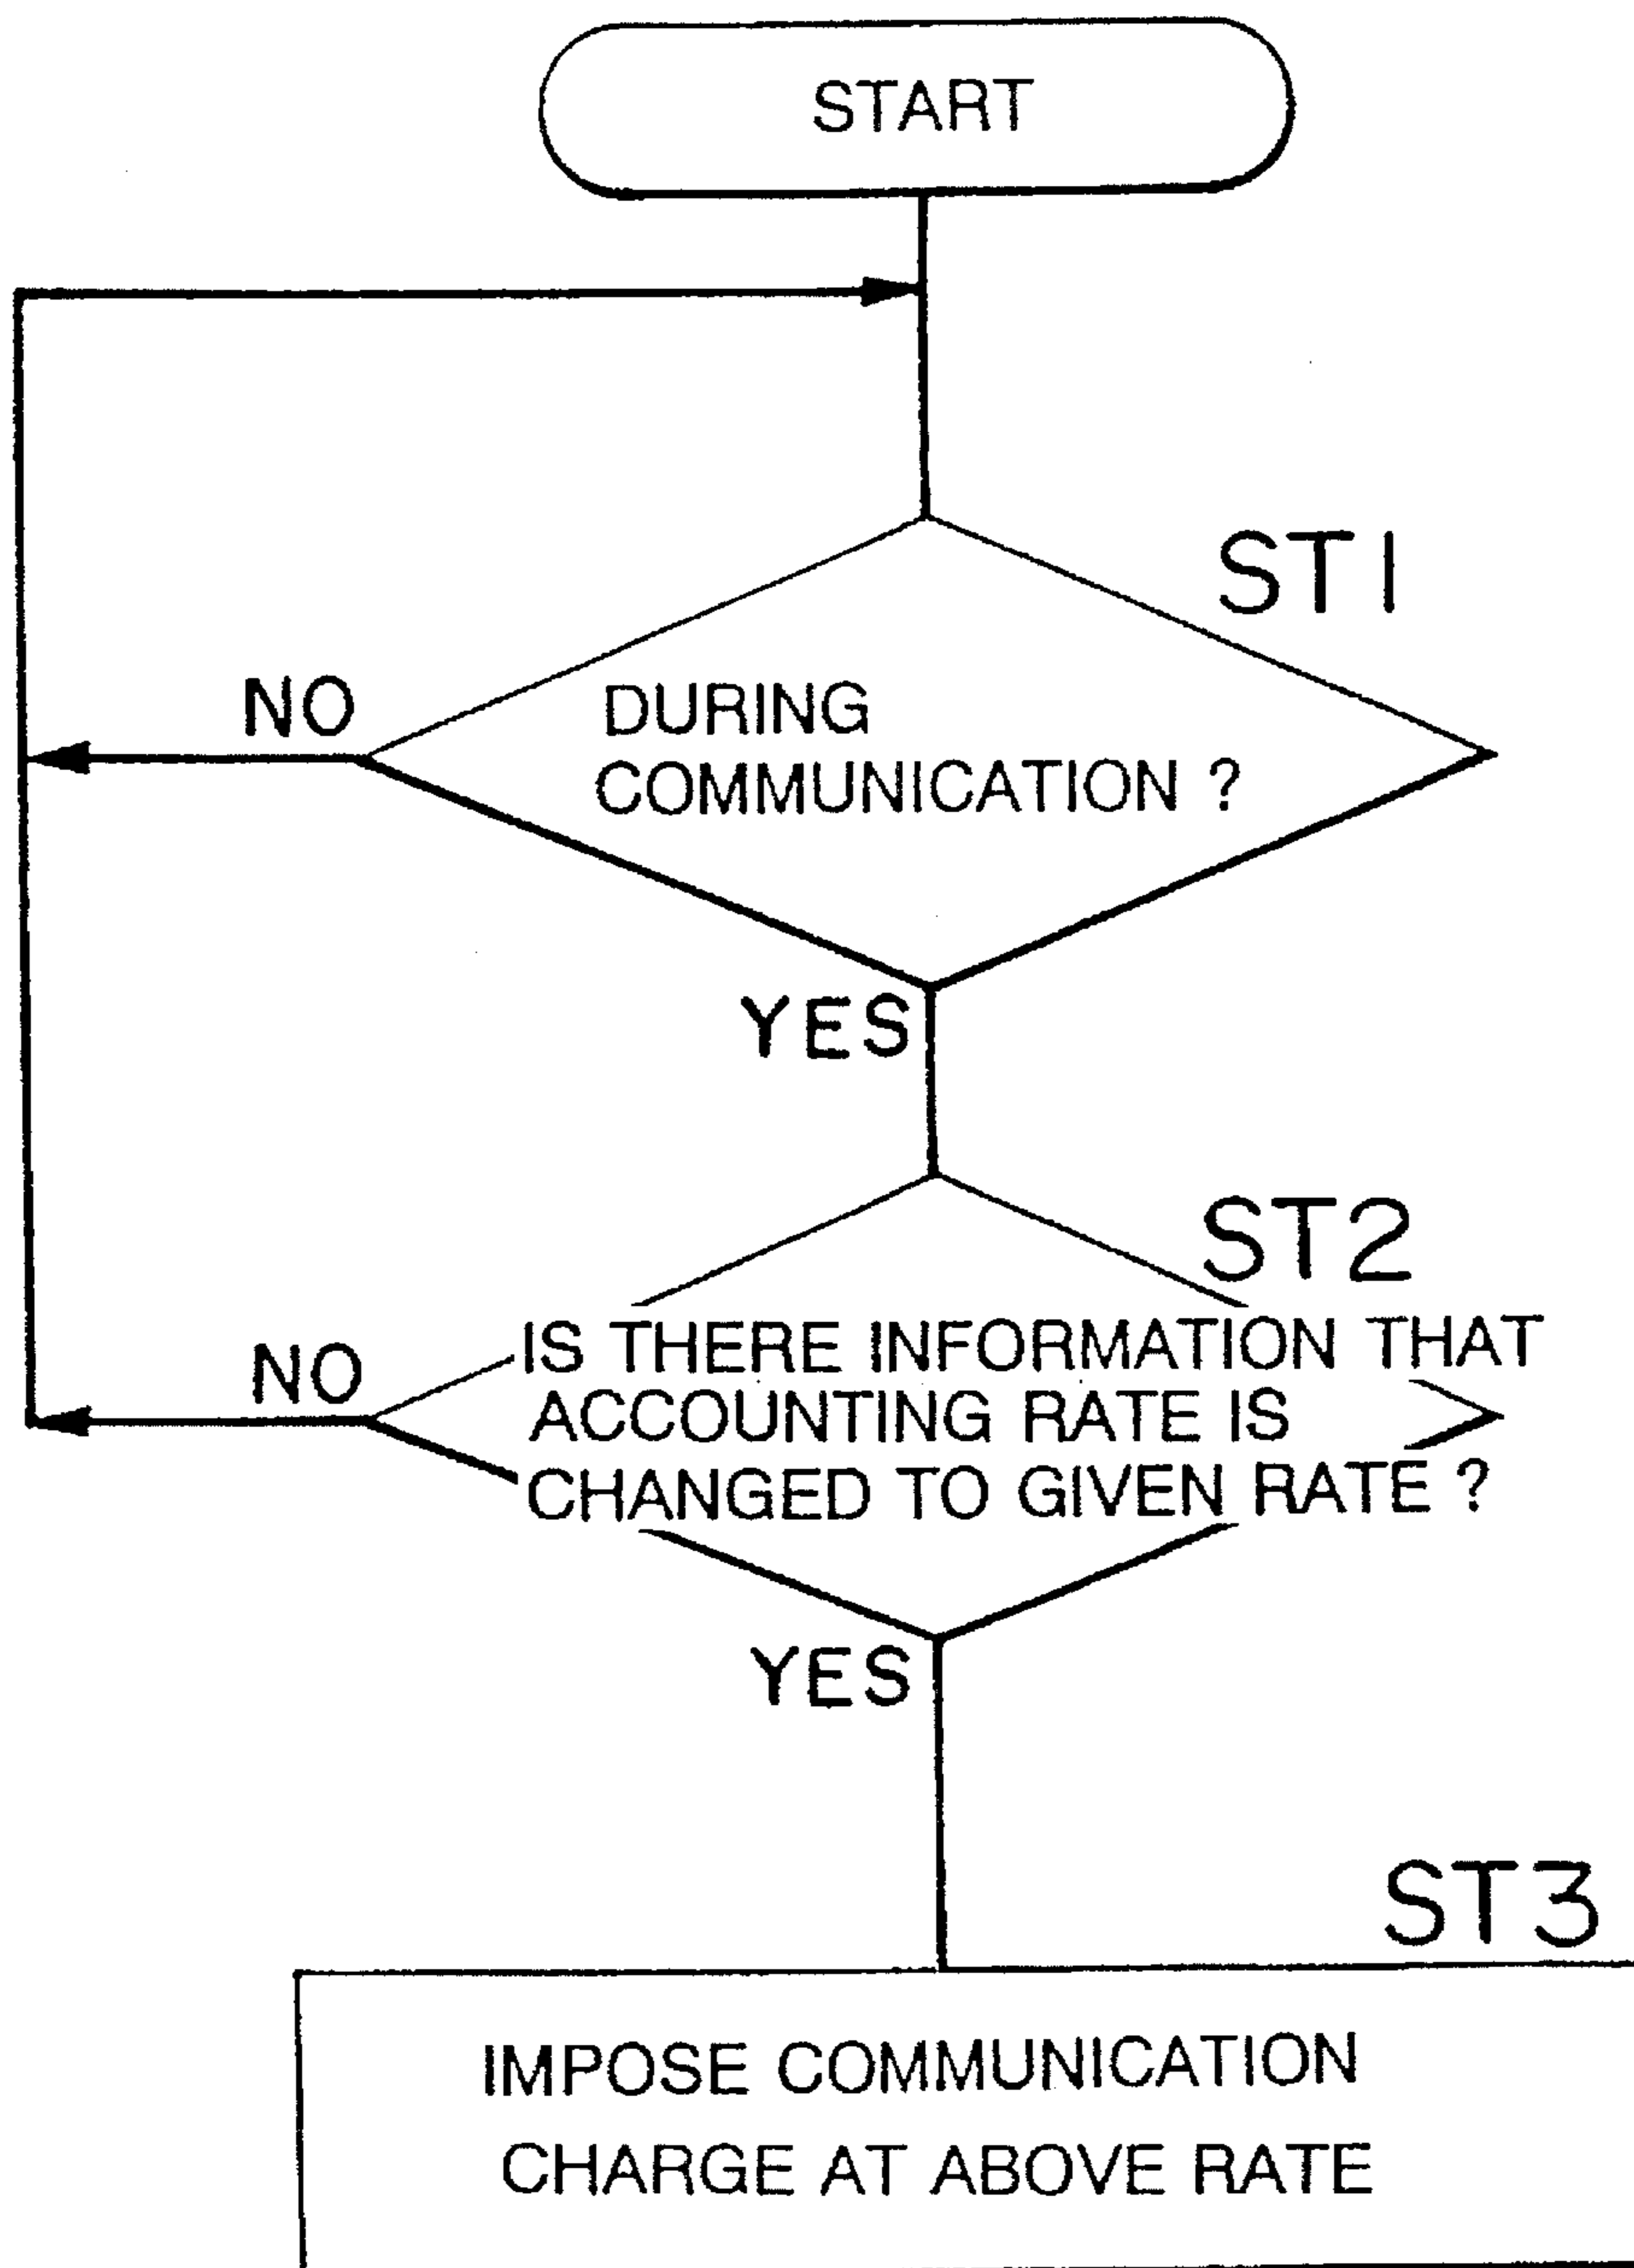 START
ST1
NO
DURING
COMMUNICATION ?
YES
ST2
NO
IS THERE INFORMATION THAT
ACCOUNTING RATE IS
CHANGED TO GIVEN RATE ?
YES
ST3
IMPOSE COMMUNICATION
CHARGE AT ABOVE RATE